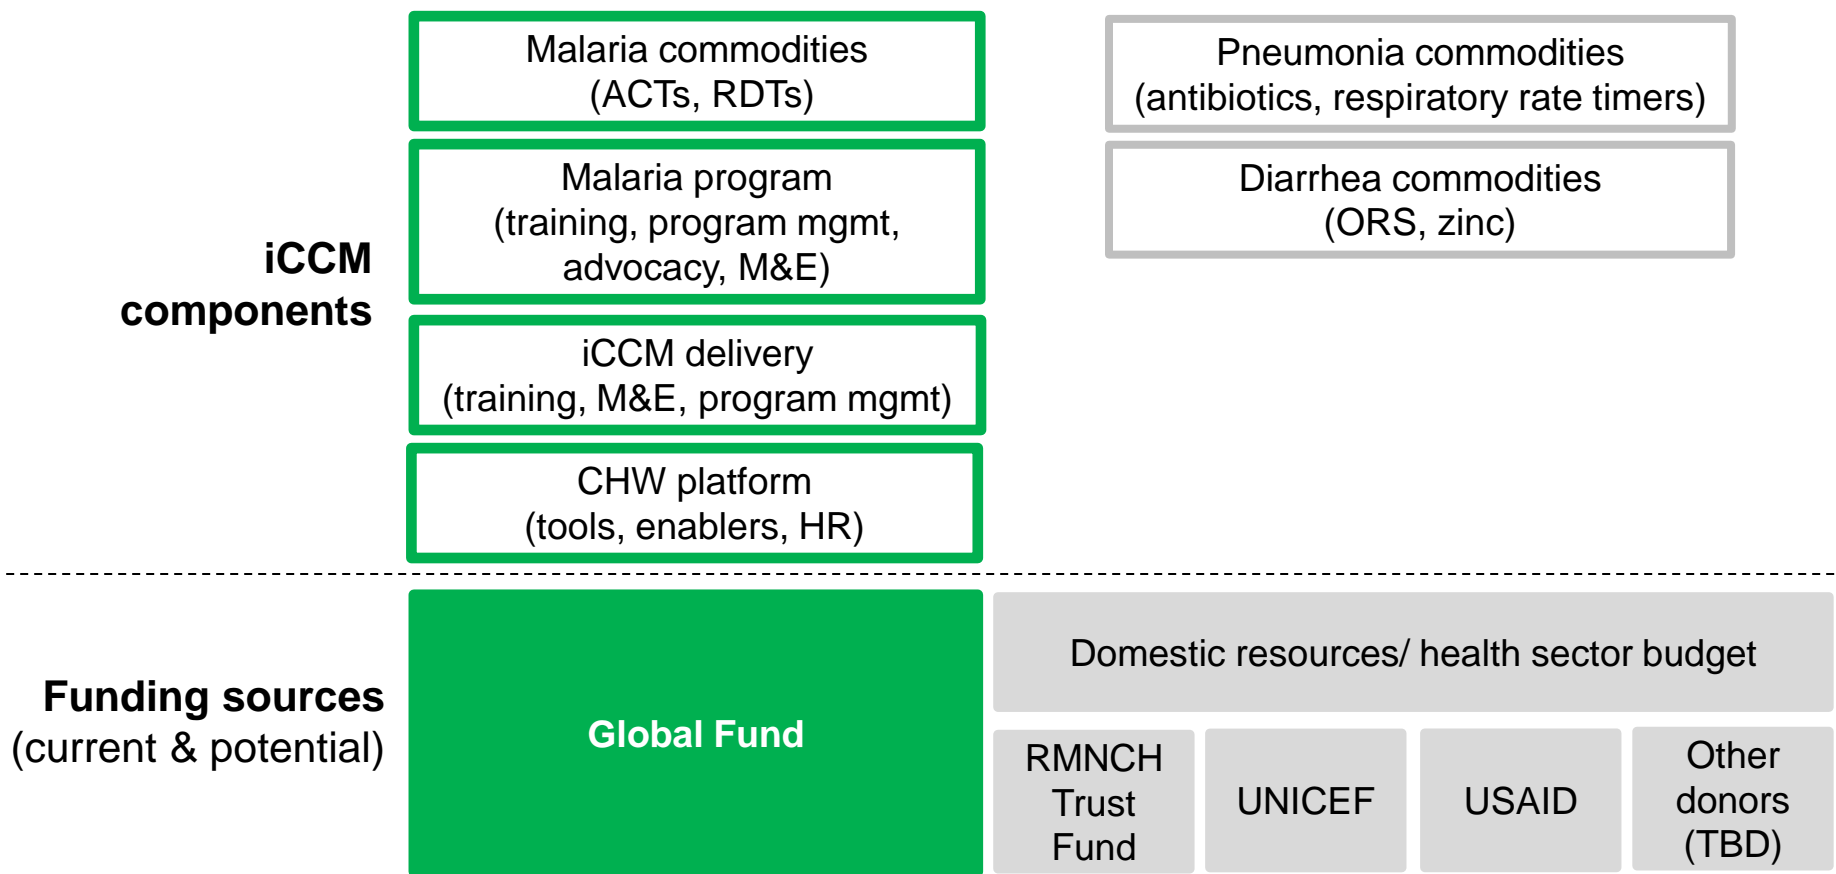 Malaria commodities
(ACTs, RDTs)
Pneumonia commodities
(antibiotics, respiratory rate timers)
Malaria program
(training, program mgmt,
advocacy, M&E)
Diarrhea commodities
(ORS, zinc)
iCCM
components
iCCM delivery
(training, M&E, program mgmt)
CHW platform
(tools, enablers, HR)
Funding sources
(current & potential)
Global Fund
Domestic resources/ health sector budget
RMNCH
Trust
Fund
UNICEF
USAID
Other
donors
(TBD)